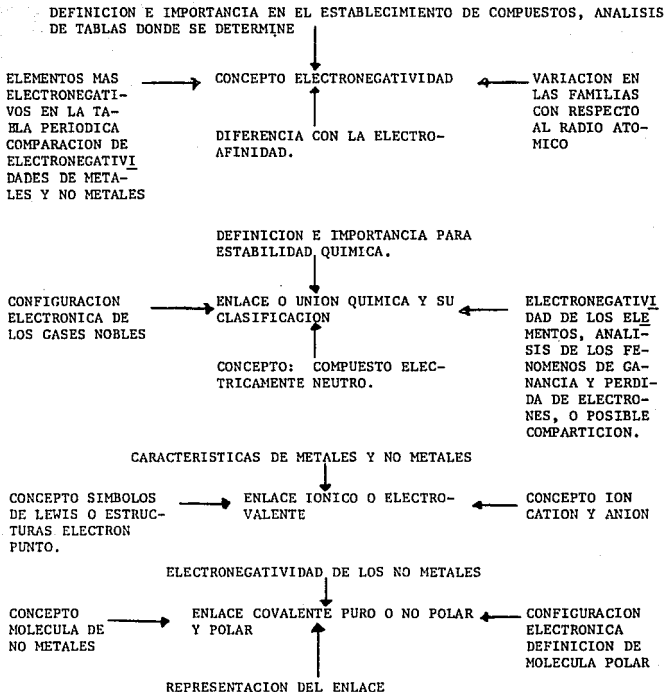 DEFINICION E IMPORTANCIA EN EL ESTABLECIMIENTO DE COMPUESTOS, ANALISIS
DE TABLAS DONDE SE DETERMINE
ELEMENTOS MAS
ELECTRONEGATI-
VOS EN LA TA-
BLA PERIODICA
COMPARACION DE
ELECTRONEGATIVI
DADES DE META-
LES Y NO METALES
CONCEPTO ELECTRONEGATIVIDAD
DIFERENCIA CON LA ELECTRO-
AFINIDAD.
VARIACION EN
LAS FAMILIAS
CON RESPECTO
AL RADIO ATO-
MICO
DEFINICION E IMPORTANCIA PARA
ESTABILIDAD QUIMICA.
CONFIGURACION
ELECTRONICA DE
LOS GASES NOBLES
ENLACE O UNION QUIMICA Y SU
CLASIFICACION
CONCEPTO: COMPUESTO ELEC-
TRICAMENTE NEUTRO.
ELECTRONEGATIVI
DAD DE LOS ELE
MENTOS, ANALI-
SIS DE LOS FE-
NOMENOS DE GA-
NANCIA Y PERDI-
DA DE ELECTRO-
NES, O POSIBLE
COMPARTICION.
CARACTERISTICAS DE METALES Y NO METALES
CONCEPTO SIMBOLOS
DE LEWIS O ESTRUC-
TURAS ELECTRON
PUNTO.
ENLACE IONICO O ELECTRO-
VALENTE
CONCEPTO ION
CATION Y ANION
ELECTRONEGATIVIDAD DE LOS NO METALES
CONCEPTO
MOLECULA DE
NO METALES
ENLACE COVALENTE PURO O NO POLAR
Y POLAR
CONFIGURACION
ELECTRONICA
DEFINICION DE
MOLECULA POLAR
REPRESENTACION DEL ENLACE